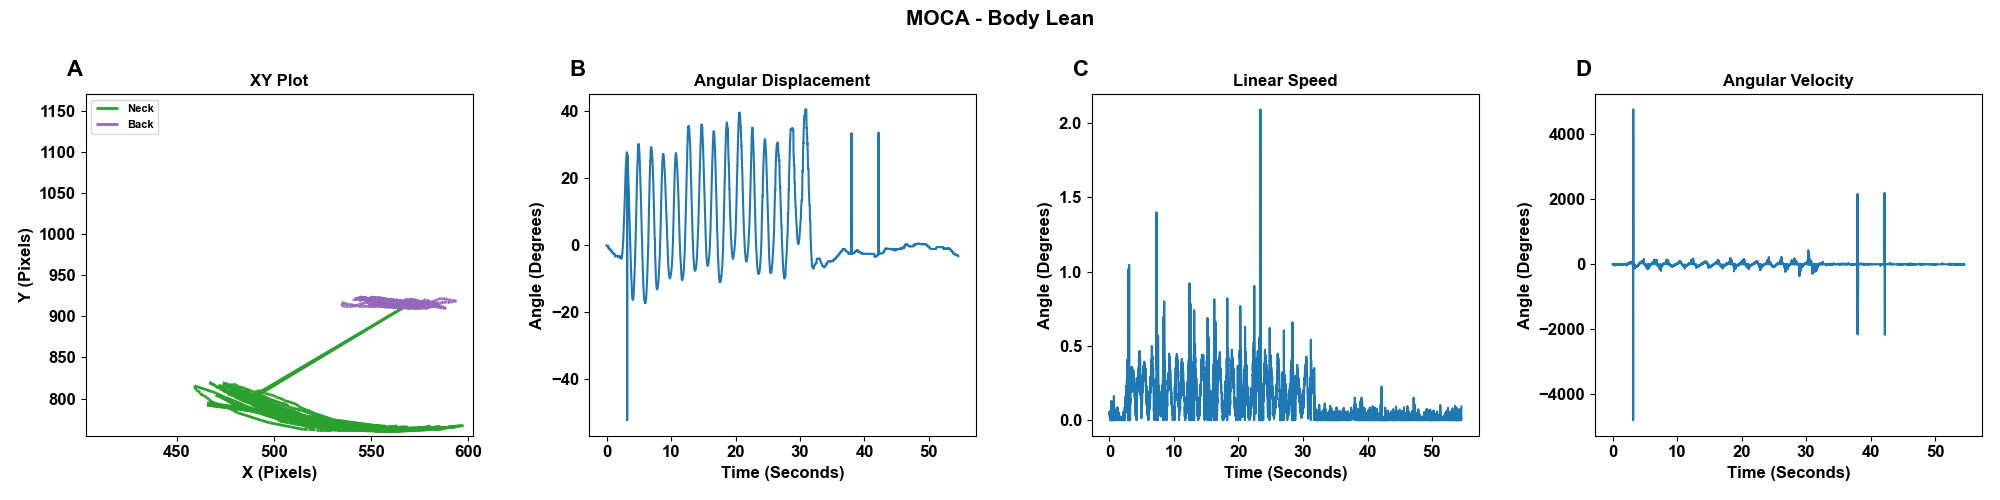 MOCA - Body Lean
A
XY Plot
Neck
Back
1150
1100
1050
1000
950
900
850
800
450
500
550
600
Y (Pixels)
X (Pixels)
B
Angular Displacement
40
20
0
−20
−40
0
10
20
30
40
50
Angle (Degrees)
Time (Seconds)
C
Linear Speed
2.0
1.5
1.0
0.5
0.0
0
10
20
30
40
50
Angle (Degrees)
Time (Seconds)
D
Angular Velocity
4000
2000
0
−2000
−4000
0
10
20
30
40
50
Angle (Degrees)
Time (Seconds)